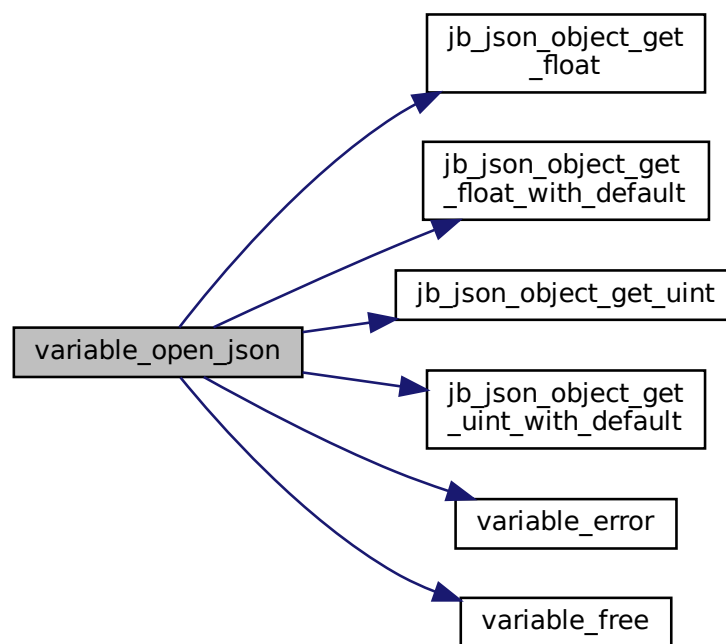 jb_json_object_get
_float
jb_json_object_get
_float_with_default
jb_json_object_get_uint
variable_open_json
jb_json_object_get
_uint_with_default
variable_error
variable_free